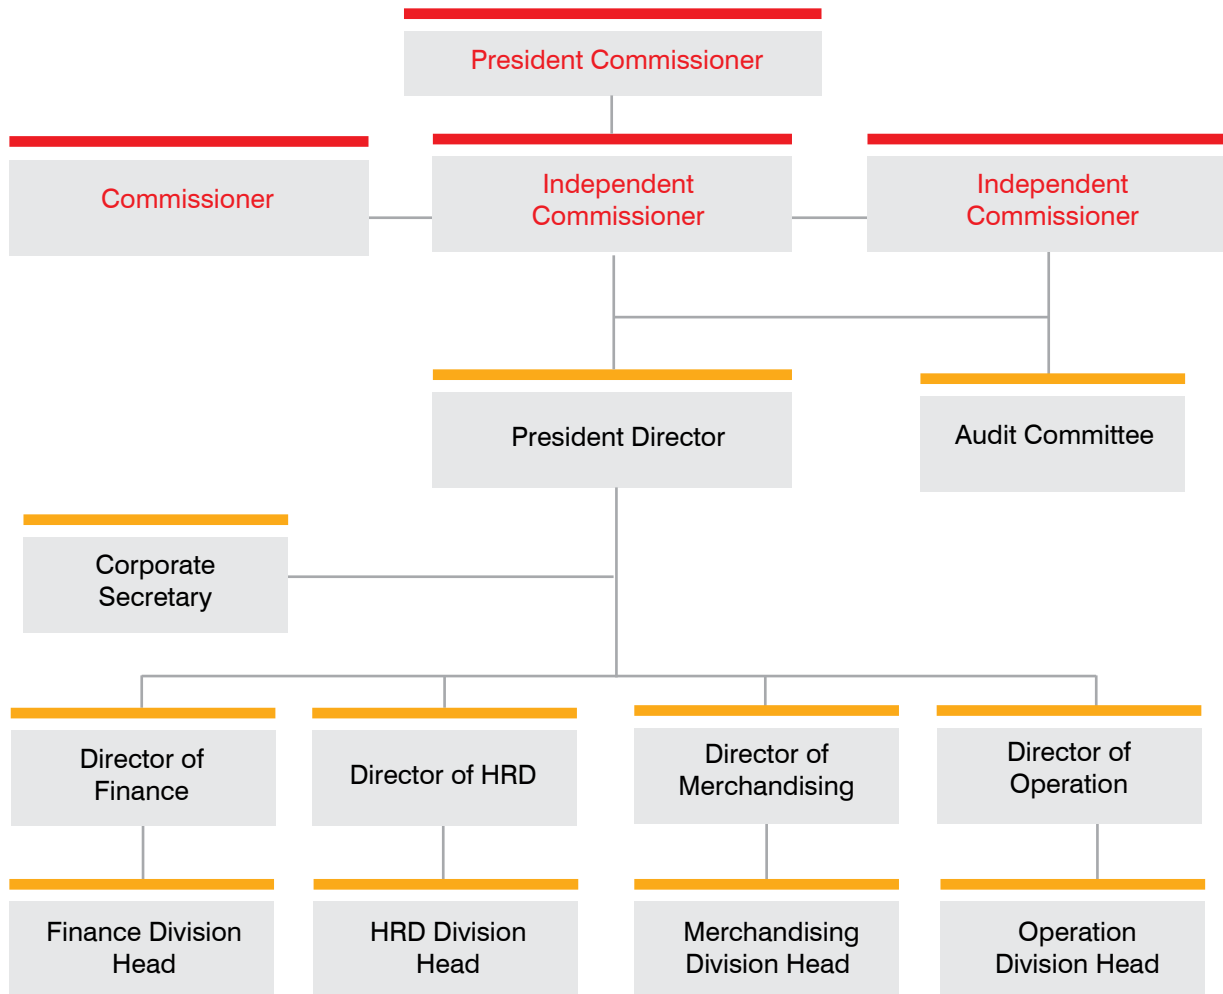 President Commissioner
Commissioner
Independent
Commissioner
Independent
Commissioner
President Director
Audit Committee
Corporate
Secretary
Director of
Finance
Director of HRD
Director of
Merchandising
Director of
Operation
Finance Division
Head
HRD Division
Head
Merchandising
Division Head
Operation
Division Head